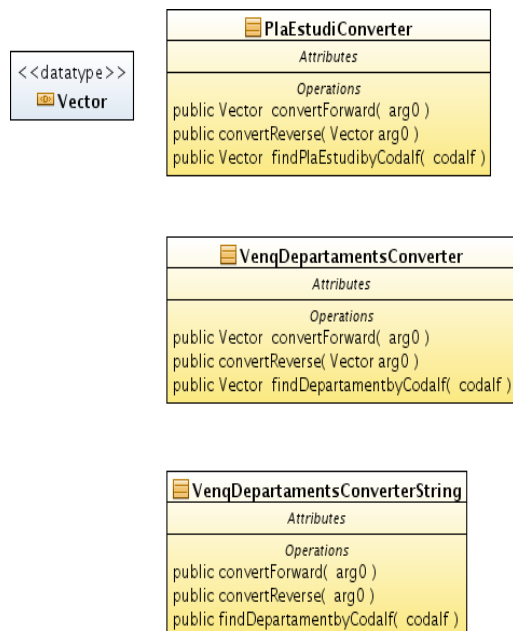 <<datatype>>
Vector
PlaEstudiConverter
Attributes
Operations
public Vector convertForward( arg0 )
public convertReverse( Vector arg0 )
public Vector findPlaEstudibyCodalf( codalf )
VenqDepartamentsConverter
Attributes
Operations
public Vector convertForward( arg0 )
public convertReverse( Vector arg0 )
public Vector findDepartamentbyCodalf( codalf )
VenqDepartamentsConverterString
Attributes
Operations
public convertForward( arg0 )
public convertReverse( arg0 )
public findDepartamentbyCodalf( codalf )